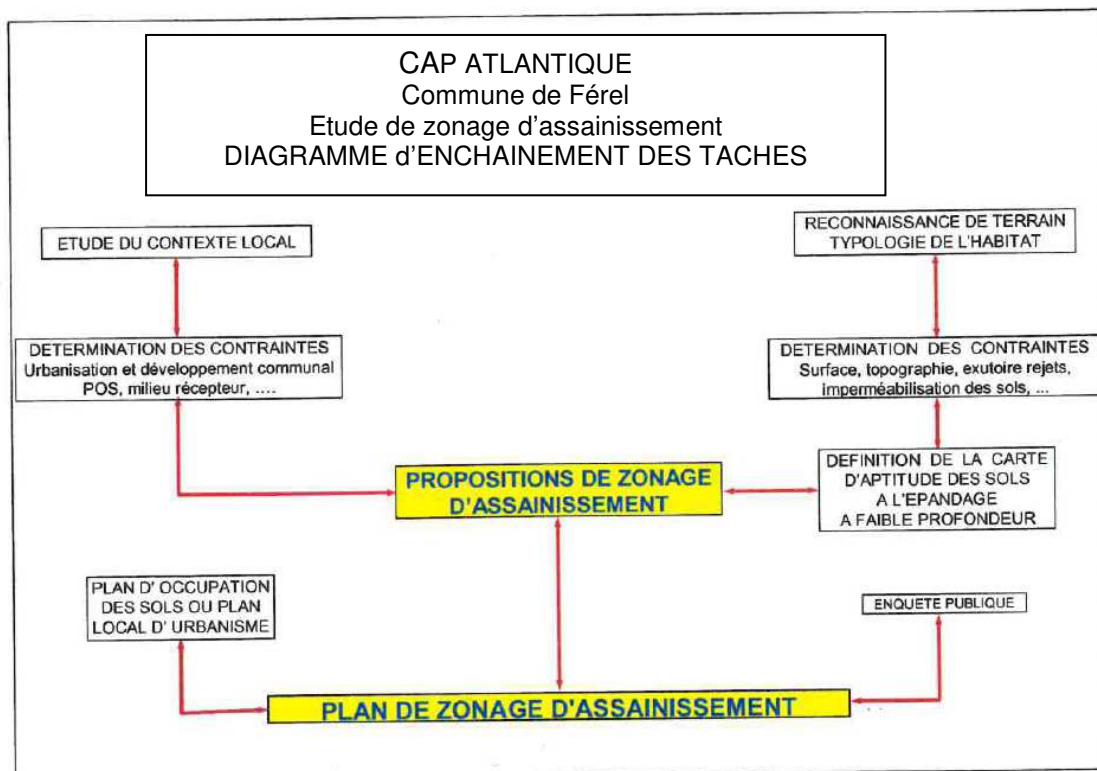 CAP ATLANTIQUE
Commune de Férel
Etude de zonage d'assainissement
DIAGRAMME d'ENCHAINEMENT DES TACHES
ETUDE DU CONTEXTE LOCAL
RECONNAISSANCE DE TERRAIN
TYPOLOGIE DE L'HABITAT
DETERMINATION DES CONTRAINTES
Urbanisation et développement communal
POS, milieu récepteur, ....
DETERMINATION DES CONTRAINTES
Surface, topographie, exutoire rejets,
imperméabilisation des sols, ...
PROPOSITIONS DE ZONAGE
D'ASSAINISSEMENT
DEFINITION DE LA CARTE
D'APTITUDE DES SOLS
A L'EPANDAGE
A FAIBLE PROFONDEUR
PLAN D' OCCUPATION
DES SOLS OU PLAN
LOCAL D' URBANISME
ENQUETE PUBLIQUE
PLAN DE ZONAGE D'ASSAINISSEMENT